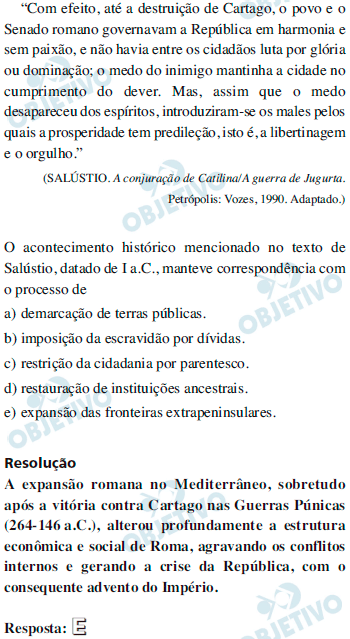 “Com efeito, até a destruição de Cartago, o povo e o
Senado romano governavam a República em harmonia e
sem paixão, e não havia entre os cidadãos luta por glória
ou dominação; o medo do inimigo mantinha a cidade no
cumprimento do dever. Mas, assim que o medo
desapareceu dos espíritos, introduziram-se os males pelos
quais a prosperidade tem predileção, isto é, a libertinagem
e o orgulho.”
(SALÚSTIO. A conjuração de Catilina/A guerra de Jugurta.
Petrópolis: Vozes, 1990. Adaptado.)
O acontecimento histórico mencionado no texto de
Salústio, datado de I a.C., manteve correspondência com
o processo de
a) demarcação de terras públicas.
b) imposição da escravidão por dívidas.
c) restrição da cidadania por parentesco.
d) restauração de instituições ancestrais.
e) expansão das fronteiras extrapeninsulares.
Resolução
A expansão romana no Mediterrâneo, sobretudo
após a vitória contra Cartago nas Guerras Púnicas
(264-146 a.C.), alterou profundamente a estrutura
econômica e social de Roma, agravando os conflitos
internos e gerando a crise da República, com o
consequente advento do Império.
Resposta: E
OBJETIVO
OBJETIVO
OBJETIVO
OBJETIVO
OBJETIVO
OBJETIVO
OBJETIVO
OBJETIVO